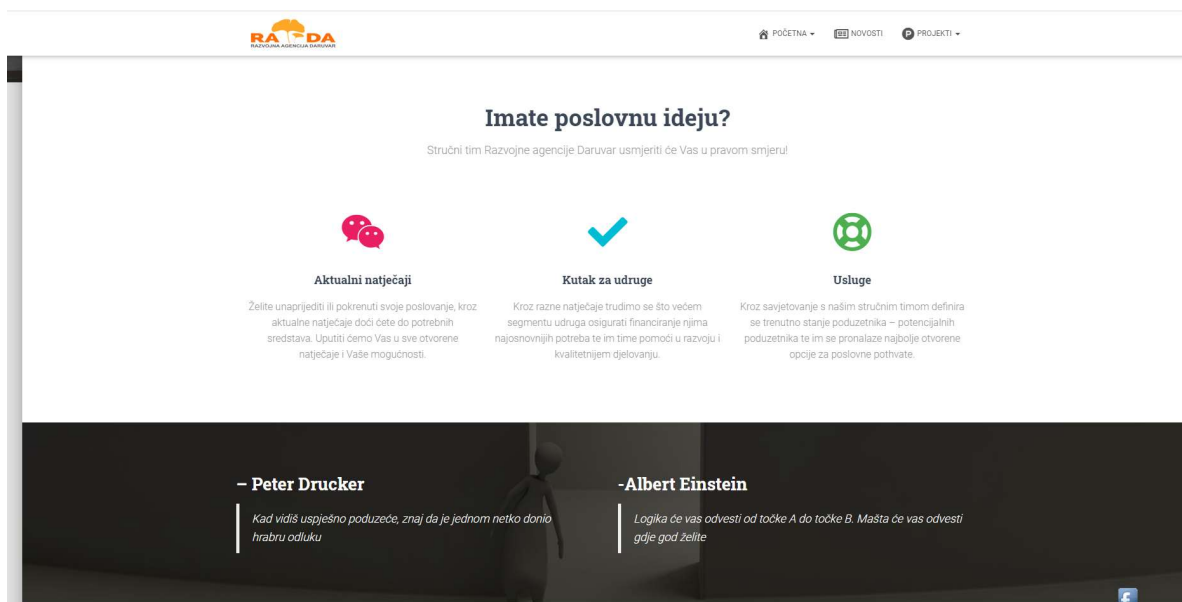 RA DA
RAZVOJNA AGENCIJA DARUVAR
POČETNA
NOVOSTI
P PROJEKTI
Imate poslovnu ideju?
Stručni tim Razvojne agencije Daruvar usmjeriti će Vas u pravom smjeru!
Aktualni natječaji
Želite unaprijediti ili pokrenuti svoje poslovanje, kroz
aktualne natječaje doći ćete do potrebnih
sredstava. Uputiti ćemo Vas u sve otvorene
natječaje i Vaše mogućnosti.
Kutak za udruge
Kroz razne natječaje trudimo se što većem
segmentu udruga osigurati financiranje njima
najosnovnijih potreba te im time pomoći u razvoju i
kvalitetnijem djelovanju.
Usluge
Kroz savjetovanje s našim stručnim timom definira
se trenutno stanje poduzetnika – potencijalnih
poduzetnika te im se pronalaze najbolje otvorene
opcije za poslovne pothvate.
– Peter Drucker
Kad vidiš uspješno poduzeće, znaj da je jednom netko donio
hrabru odluku
-Albert Einstein
Logika će vas odvesti od točke A do točke B. Mašta će vas odvesti
gdje god želite
f